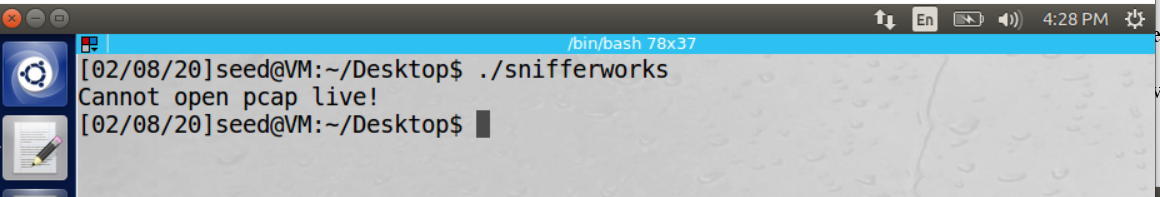 En 4:28 PM
/bin/bash 78x37
[02/08/20]seed@VM:~/Desktop$ ./snifferworks
Cannot open pcap live!
[02/08/20]seed@VM:~/Desktop$